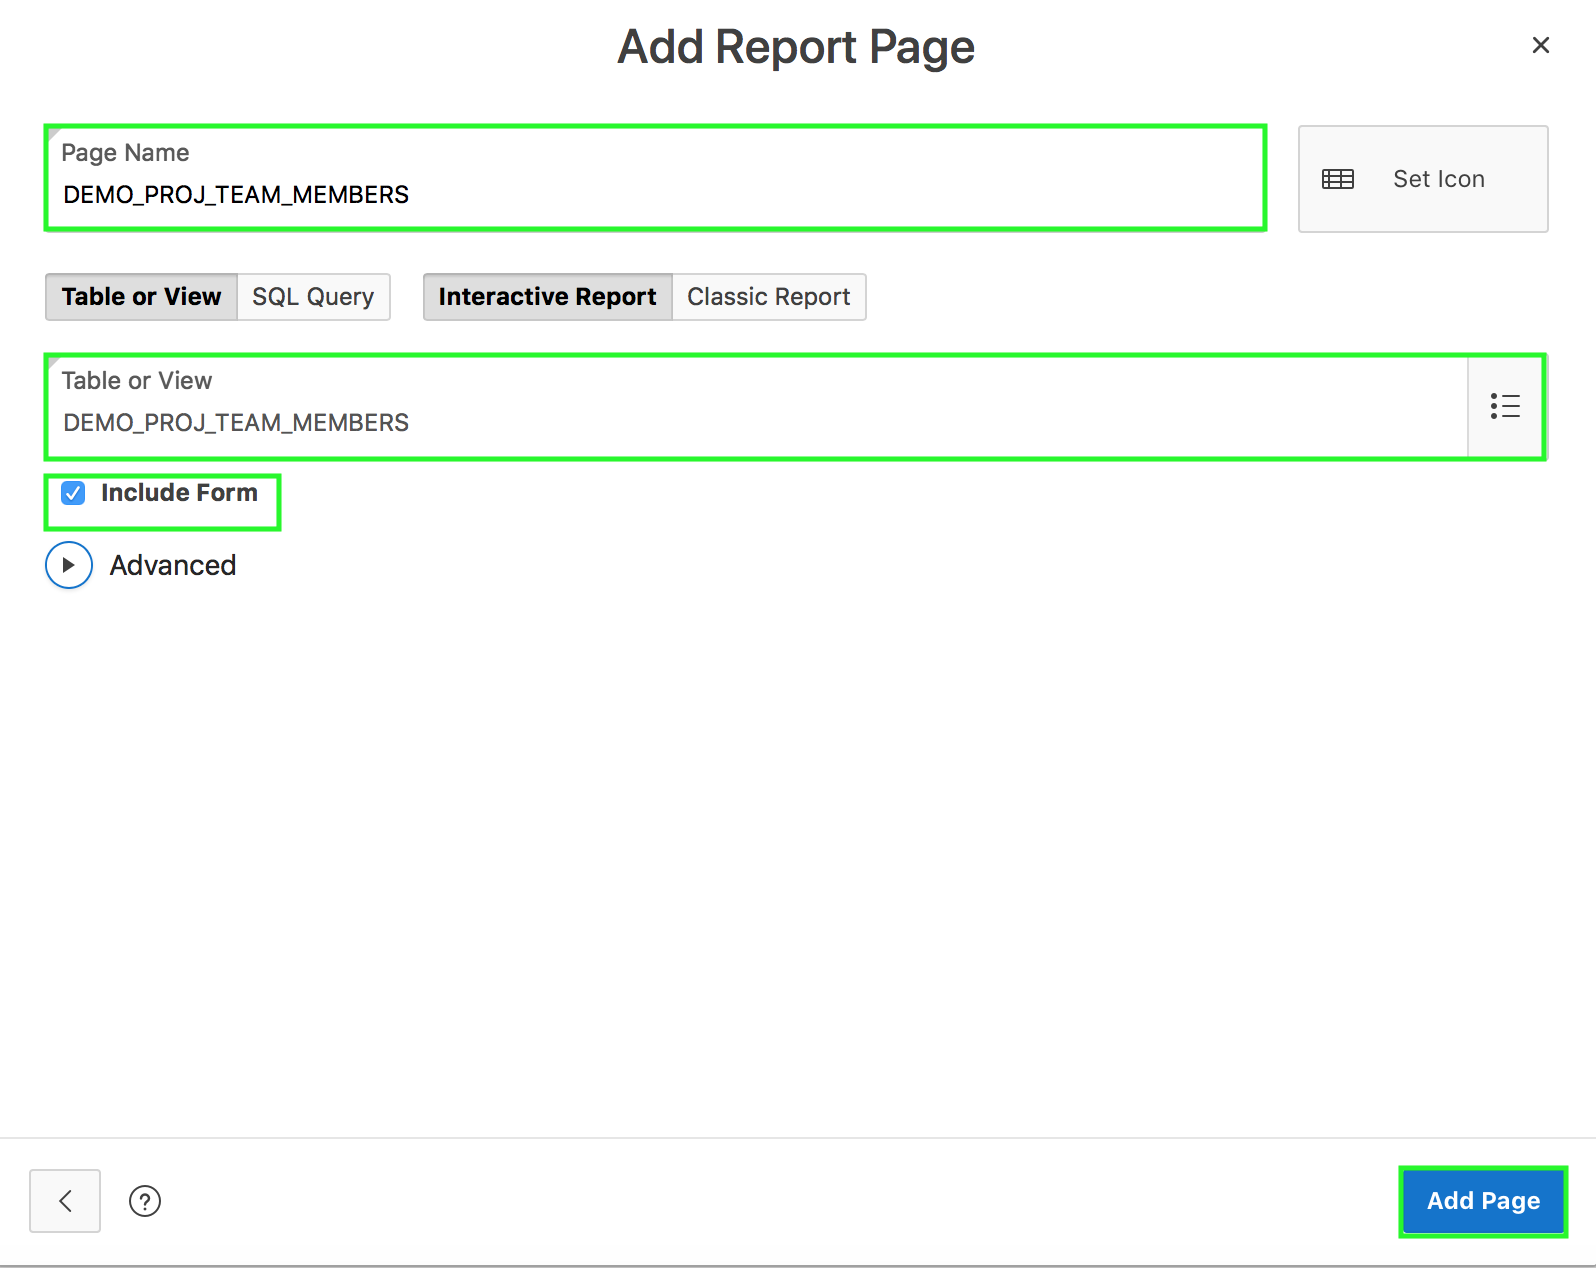 Add Report Page
Page Name
DEMO_PROJ_TEAM_MEMBERS
Set Icon
Table or View SQL Query Interactive Report Classic Report
Table or View
DEMO_PROJ_TEAM_MEMBERS
Include Form
Advanced
? Add Page